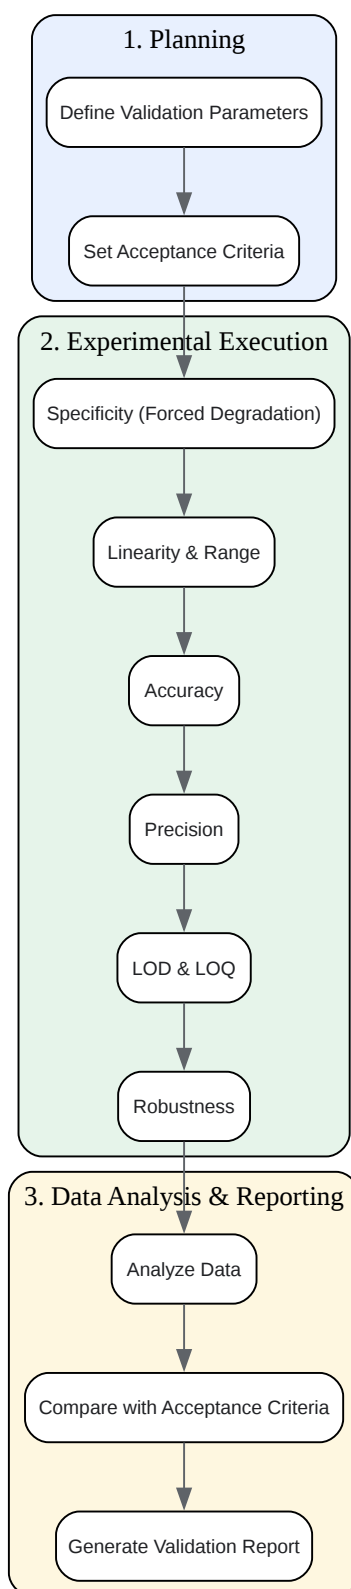 1. Planning
Define Validation Parameters
Set Acceptance Criteria
2. Experimental Execution
Specificity (Forced Degradation)
Linearity & Range
Accuracy
Precision
LOD & LOQ
Robustness
3. Data Analysis & Reporting
Analyze Data
Compare with Acceptance Criteria
Generate Validation Report